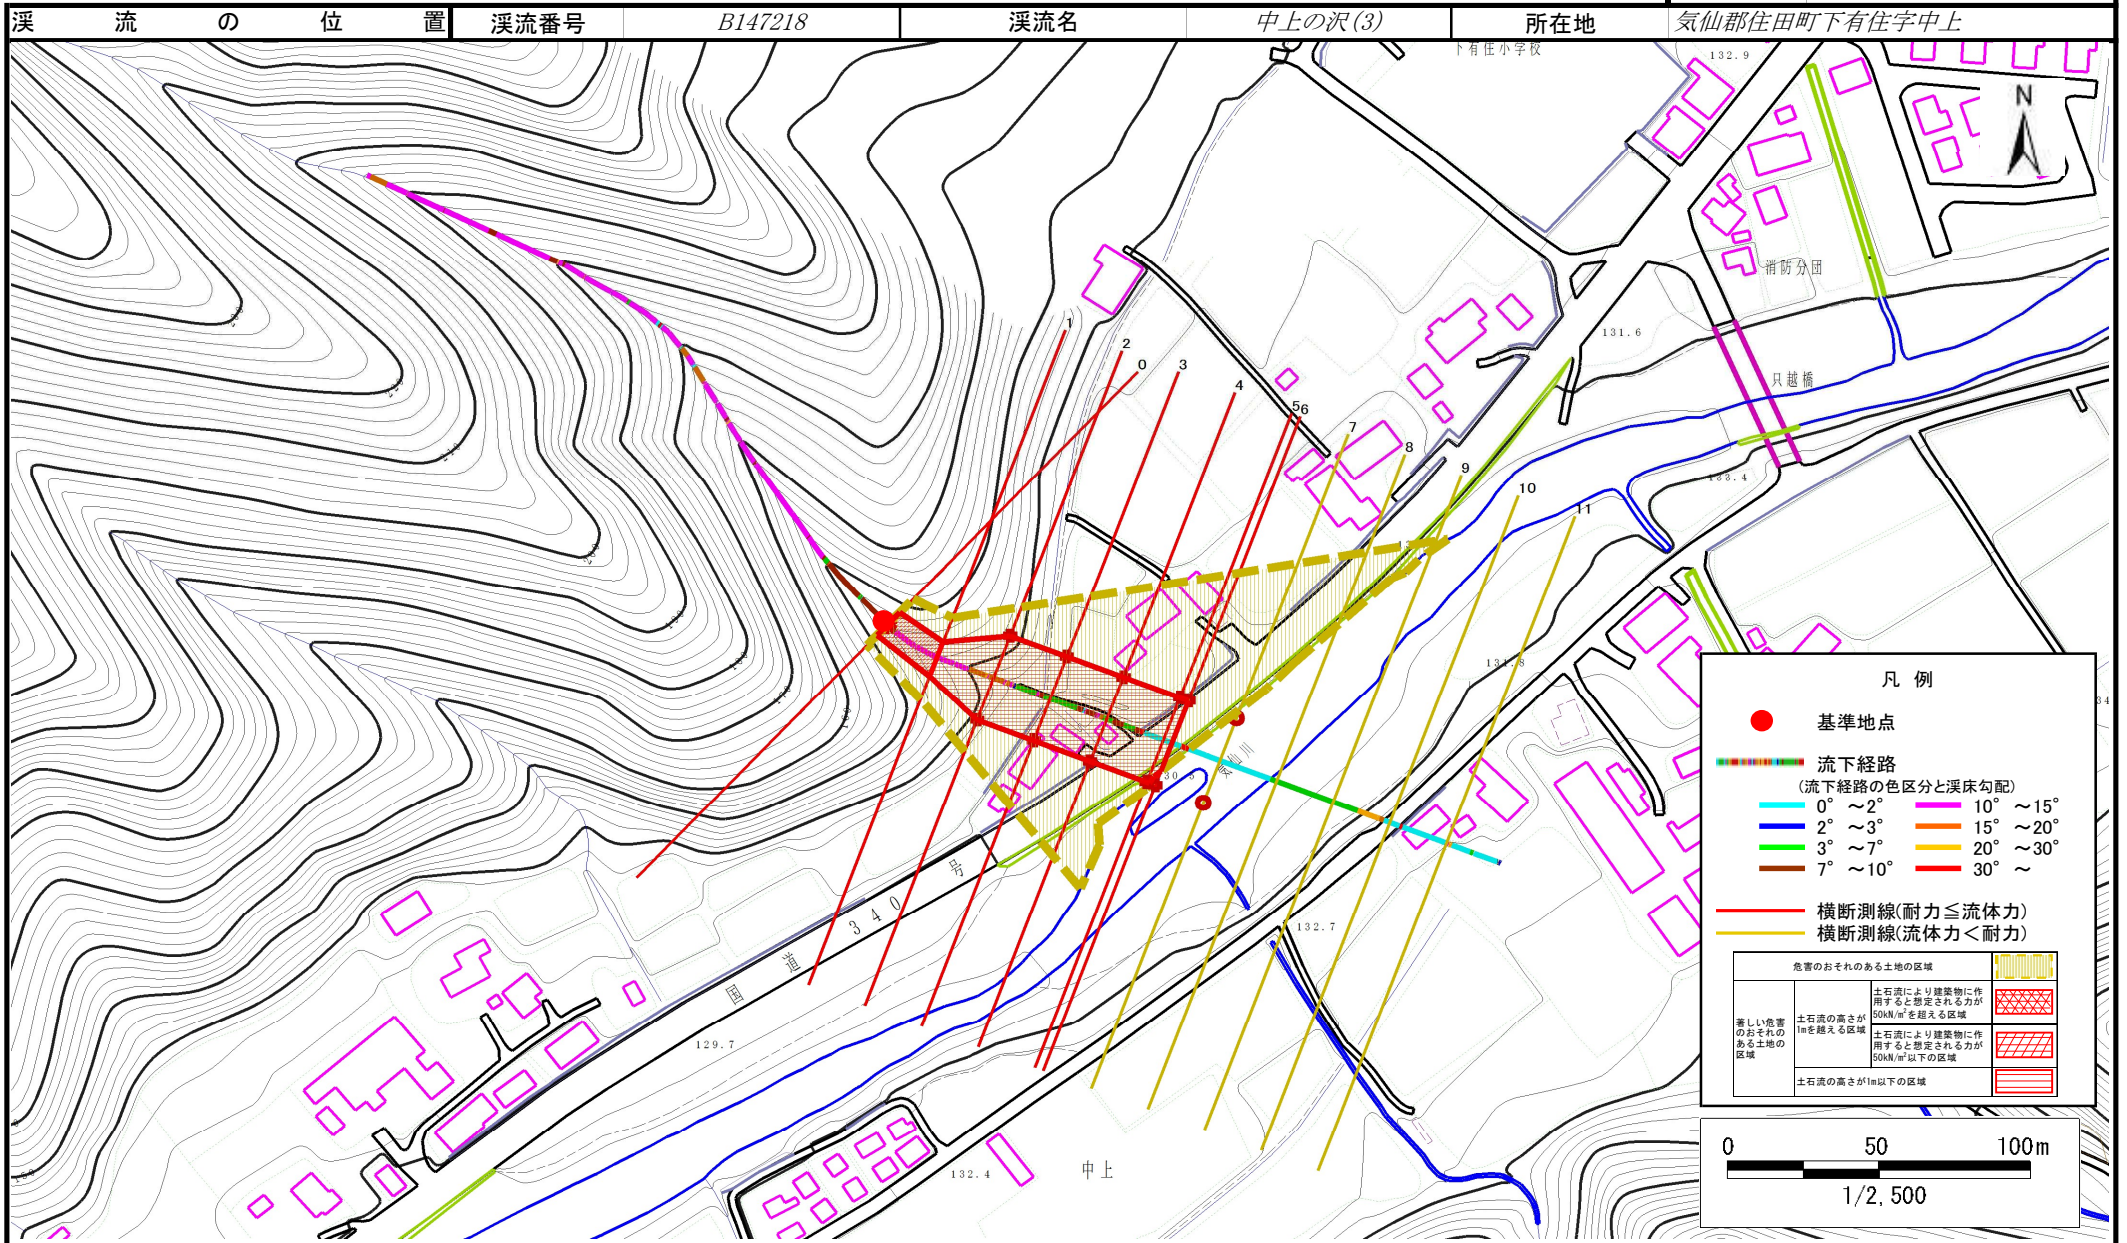 渓流の位置 渓流番号 B147218 渓流名 中上の沢(3) 所在地 気仙郡住田町下有住字中上
下有住小学校
132.9
N
消防分団
131.6
只越橋
133.4
1
2
0
3
4
5
6
7
8
9
10
11
131.8
気仙川
国道340号
129.7
132.7
132.4
中上
凡例
基準地点
流下経路
(流下経路の色区分と渓床勾配)
0° ～2° 10° ～15°
2° ～3° 15° ～20°
3° ～7° 20° ～30°
7° ～10° 30° ～
横断測線(耐力≦流体力)
横断測線(流体力＜耐力)
危害のおそれのある土地の区域
著しい危害のおそれのある土地の区域
土石流の高さが1mを越える区域
土石流により建築物に作用すると想定される力が50kN/m²を超える区域
土石流により建築物に作用すると想定される力が50kN/m²以下の区域
土石流の高さが1m以下の区域
0 50 100m
1/2,500